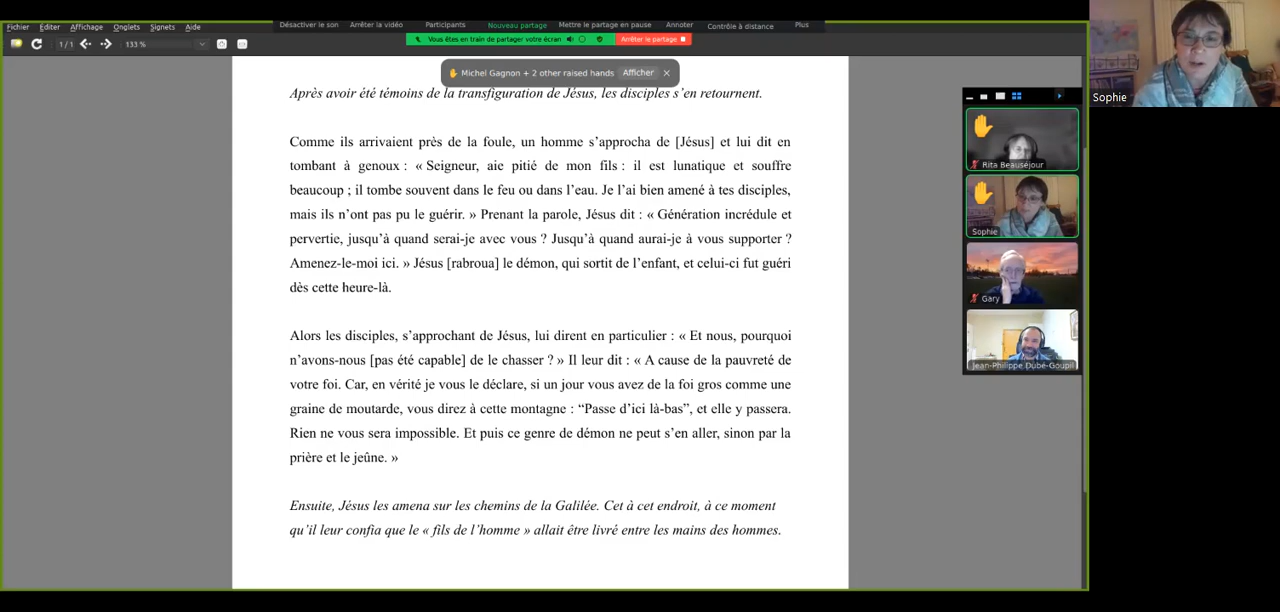 Fichier Éditer Affichage Onglets Signets Aide
Désactiver le son Arrêter la vidéo Participants Nouveau partage Mettre le partage en pause Annoter Contrôle à distance Plus
Vous êtes en train de partager votre écran Arrêter le partage
1/1 133 %
Michel Gagnon + 2 other raised hands Afficher
Après avoir été témoins de la transfiguration de Jésus, les disciples s’en retournent.
Comme ils arrivaient près de la foule, un homme s’approcha de [Jésus] et lui dit en
tombant à genoux : « Seigneur, aie pitié de mon fils : il est lunatique et souffre
beaucoup ; il tombe souvent dans le feu ou dans l’eau. Je l’ai bien amené à tes disciples,
mais ils n’ont pas pu le guérir. » Prenant la parole, Jésus dit : « Génération incrédule et
pervertie, jusqu’à quand serai-je avec vous ? Jusqu’à quand aurai-je à vous supporter ?
Amenez-le-moi ici. » Jésus [rabroua] le démon, qui sortit de l’enfant, et celui-ci fut guéri
dès cette heure-là.
Alors les disciples, s’approchant de Jésus, lui dirent en particulier : « Et nous, pourquoi
n’avons-nous [pas été capable] de le chasser ? » Il leur dit : « A cause de la pauvreté de
votre foi. Car, en vérité je vous le déclare, si un jour vous avez de la foi gros comme une
graine de moutarde, vous direz à cette montagne : “Passe d’ici là-bas”, et elle y passera.
Rien ne vous sera impossible. Et puis ce genre de démon ne peut s’en aller, sinon par la
prière et le jeûne. »
Ensuite, Jésus les amena sur les chemins de la Galilée. Cet à cet endroit, à ce moment
qu’il leur confia que le « fils de l’homme » allait être livré entre les mains des hommes.
Rita Beauséjour
Sophie
Gary
Jean-Philippe Dubé-Goupil
Sophie